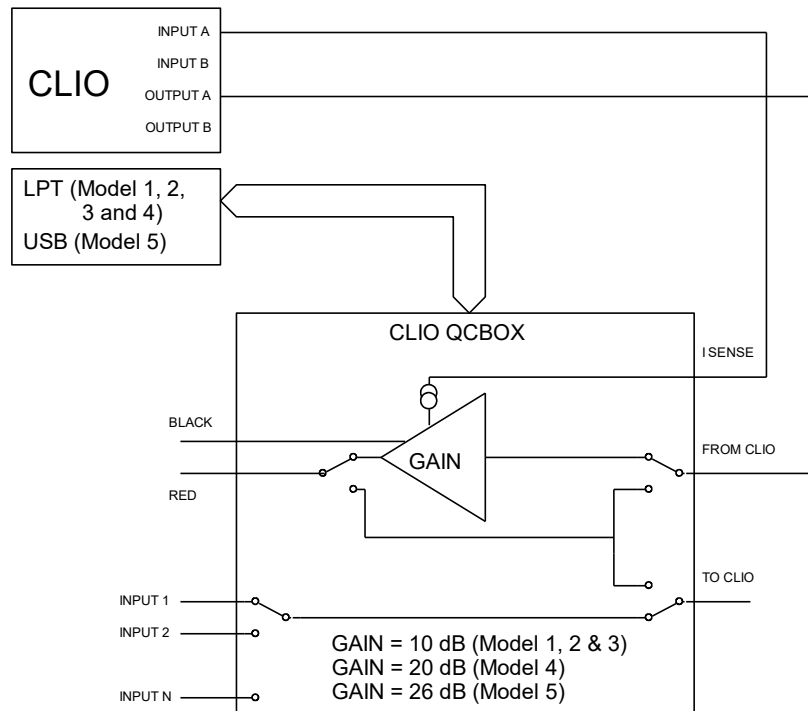 INPUT A
INPUT B
CLIO
OUTPUT A
OUTPUT B
LPT (Model 1, 2,
3 and 4)
USB (Model 5)
CLIO QCBOX
I SENSE
BLACK
FROM CLIO
GAIN
RED
TO CLIO
INPUT 1
INPUT 2
GAIN = 10 dB (Model 1, 2 & 3)
GAIN = 20 dB (Model 4)
GAIN = 26 dB (Model 5)
INPUT N